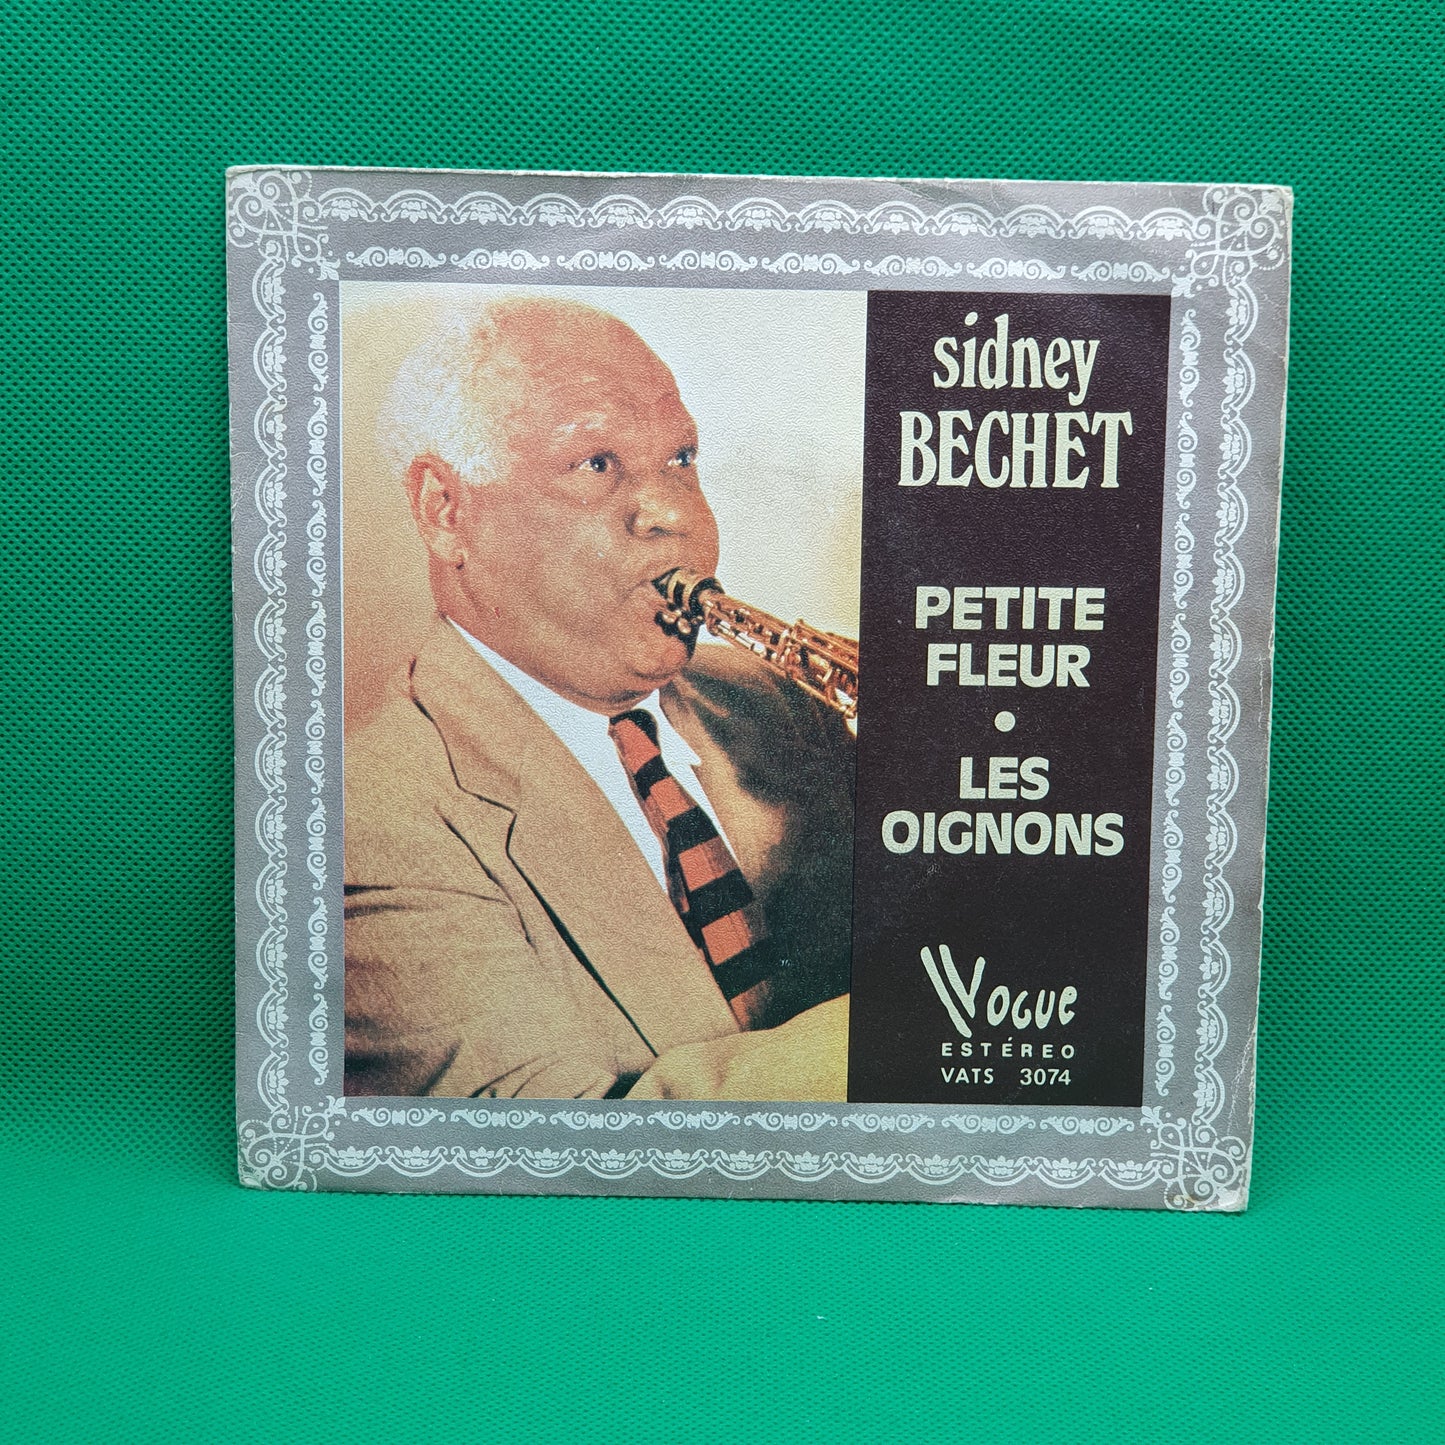 sidney
BECHET
PETITE
FLEUR
•
LES
OIGNONS
VOGUE
ESTÉREO
VATS 3074